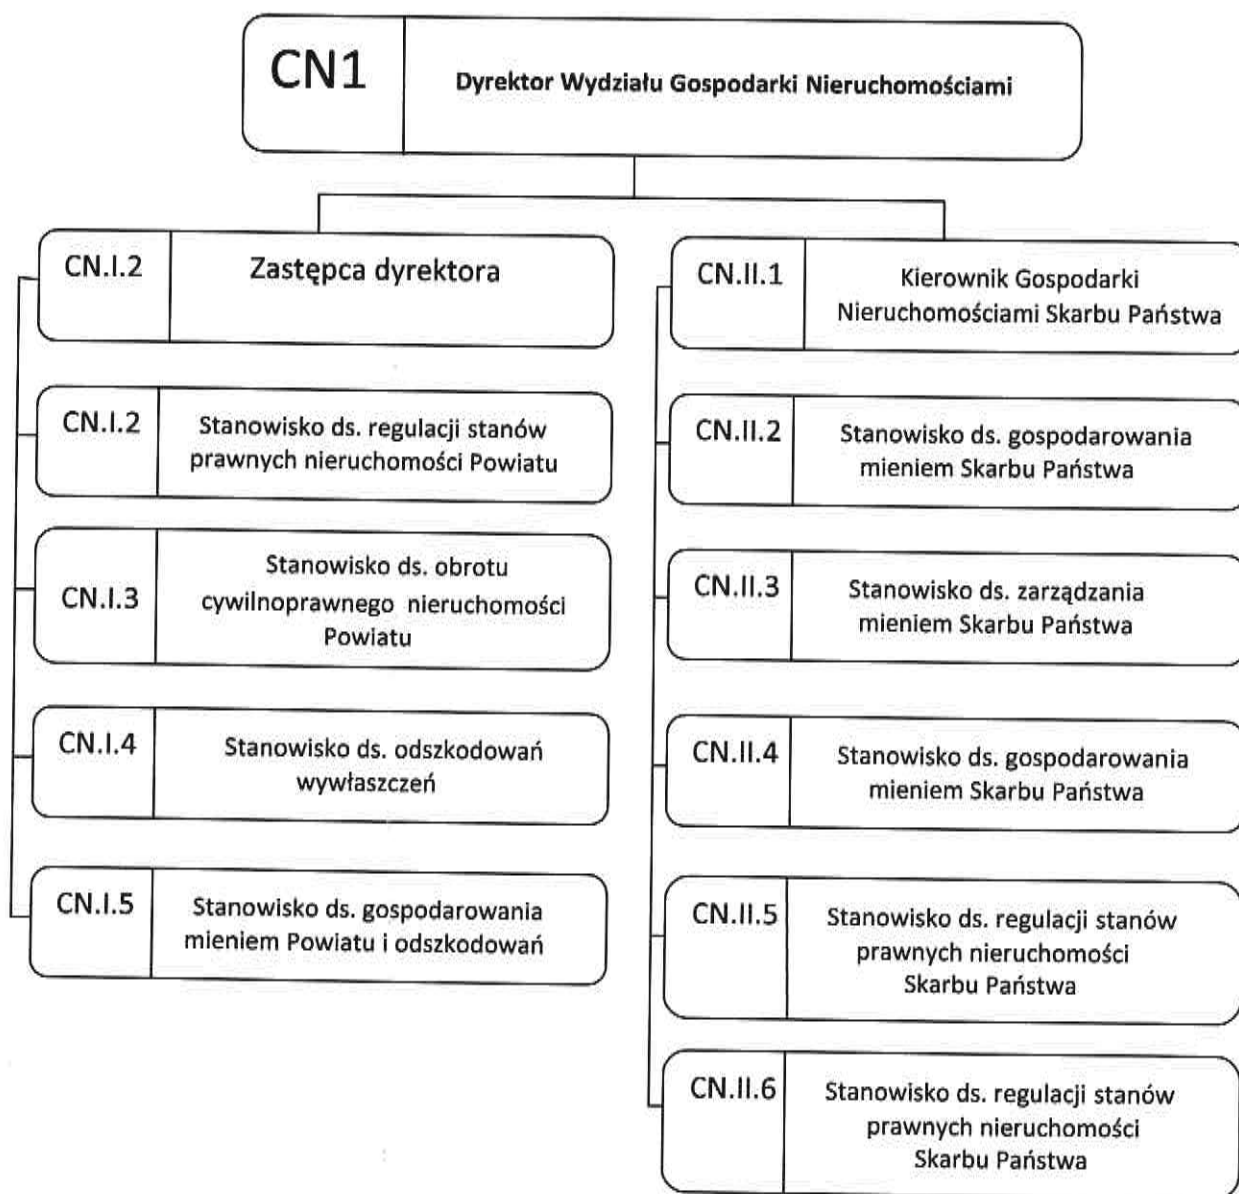 CN1
Dyrektor Wydziału Gospodarki Nieruchomościami
CN.I.2
Zastępca dyrektora
CN.I.2
Stanowisko ds. regulacji stanów
prawnych nieruchomości Powiatu
CN.I.3
Stanowisko ds. obrotu
cywilnoprawnego nieruchomości
Powiatu
CN.I.4
Stanowisko ds. odszkodowań
wywłaszczeń
CN.I.5
Stanowisko ds. gospodarowania
mieniem Powiatu i odszkodowań
CN.II.1
Kierownik Gospodarki
Nieruchomościami Skarbu Państwa
CN.II.2
Stanowisko ds. gospodarowania
mieniem Skarbu Państwa
CN.II.3
Stanowisko ds. zarządzania
mieniem Skarbu Państwa
CN.II.4
Stanowisko ds. gospodarowania
mieniem Skarbu Państwa
CN.II.5
Stanowisko ds. regulacji stanów
prawnych nieruchomości
Skarbu Państwa
CN.II.6
Stanowisko ds. regulacji stanów
prawnych nieruchomości
Skarbu Państwa